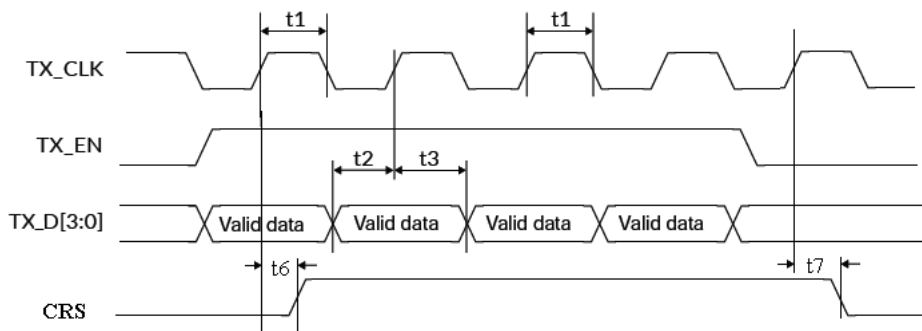 t1 t1
TX_CLK
TX_EN
t2 t3
TX_D[3:0] Valid data Valid data Valid data Valid data
t6 t7
CRS